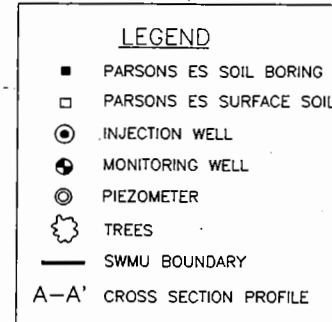 LEGEND
PARSONS ES SOIL BORING
PARSONS ES SURFACE SOIL
INJECTION WELL
MONITORING WELL
PIEZOMETER
TREES
SWMU BOUNDARY
A-A' CROSS SECTION PROFILE